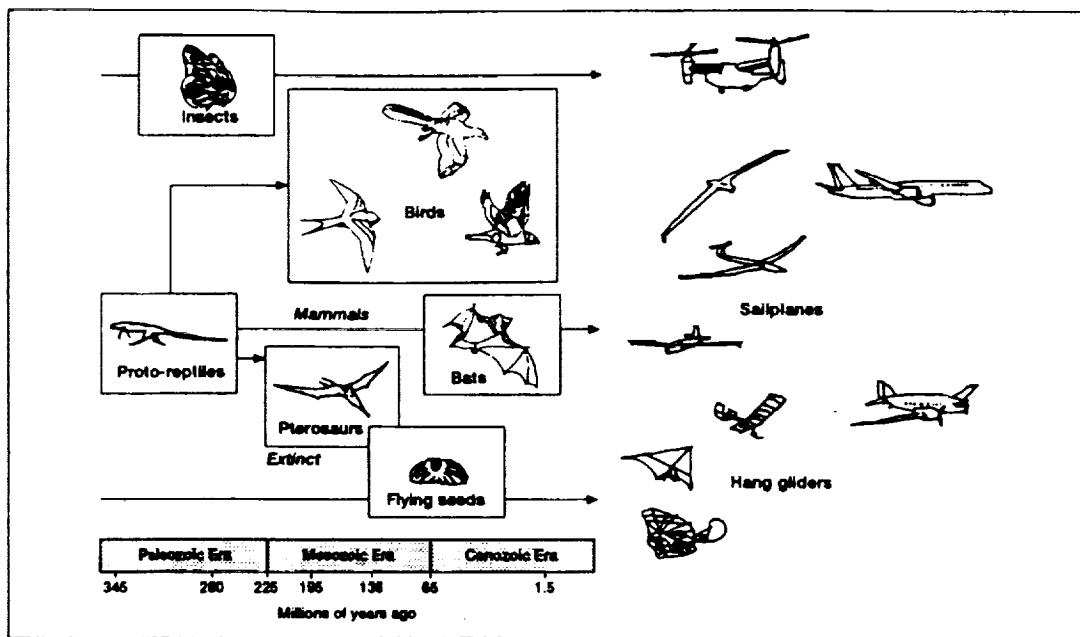 Insects
Birds
Mammals
Proto-reptiles
Bats
Pterosaurs
Extinct
Flying seeds
Sailplanes
Hang gliders
Paleozoic Era
Mesozoic Era
Canozoic Era
345
280
225
195
136
65
1.5
Millions of years ago